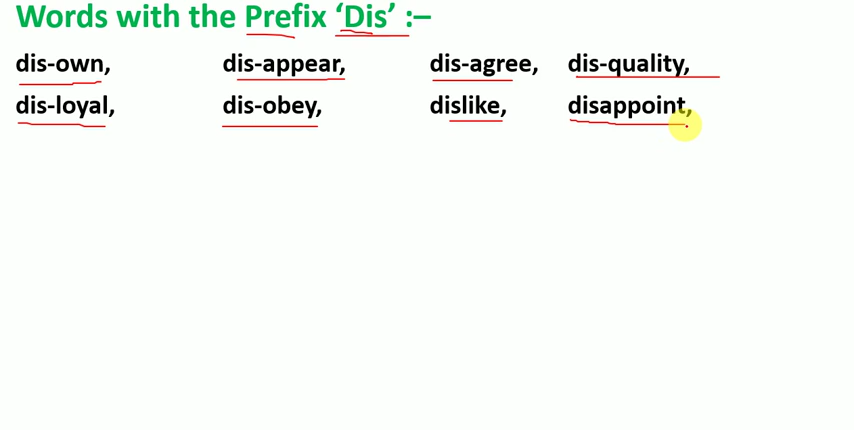 Words with the Prefix ‘Dis’ :–
dis-own, dis-appear, dis-agree, dis-quality,
dis-loyal, dis-obey, dislike, disappoint,